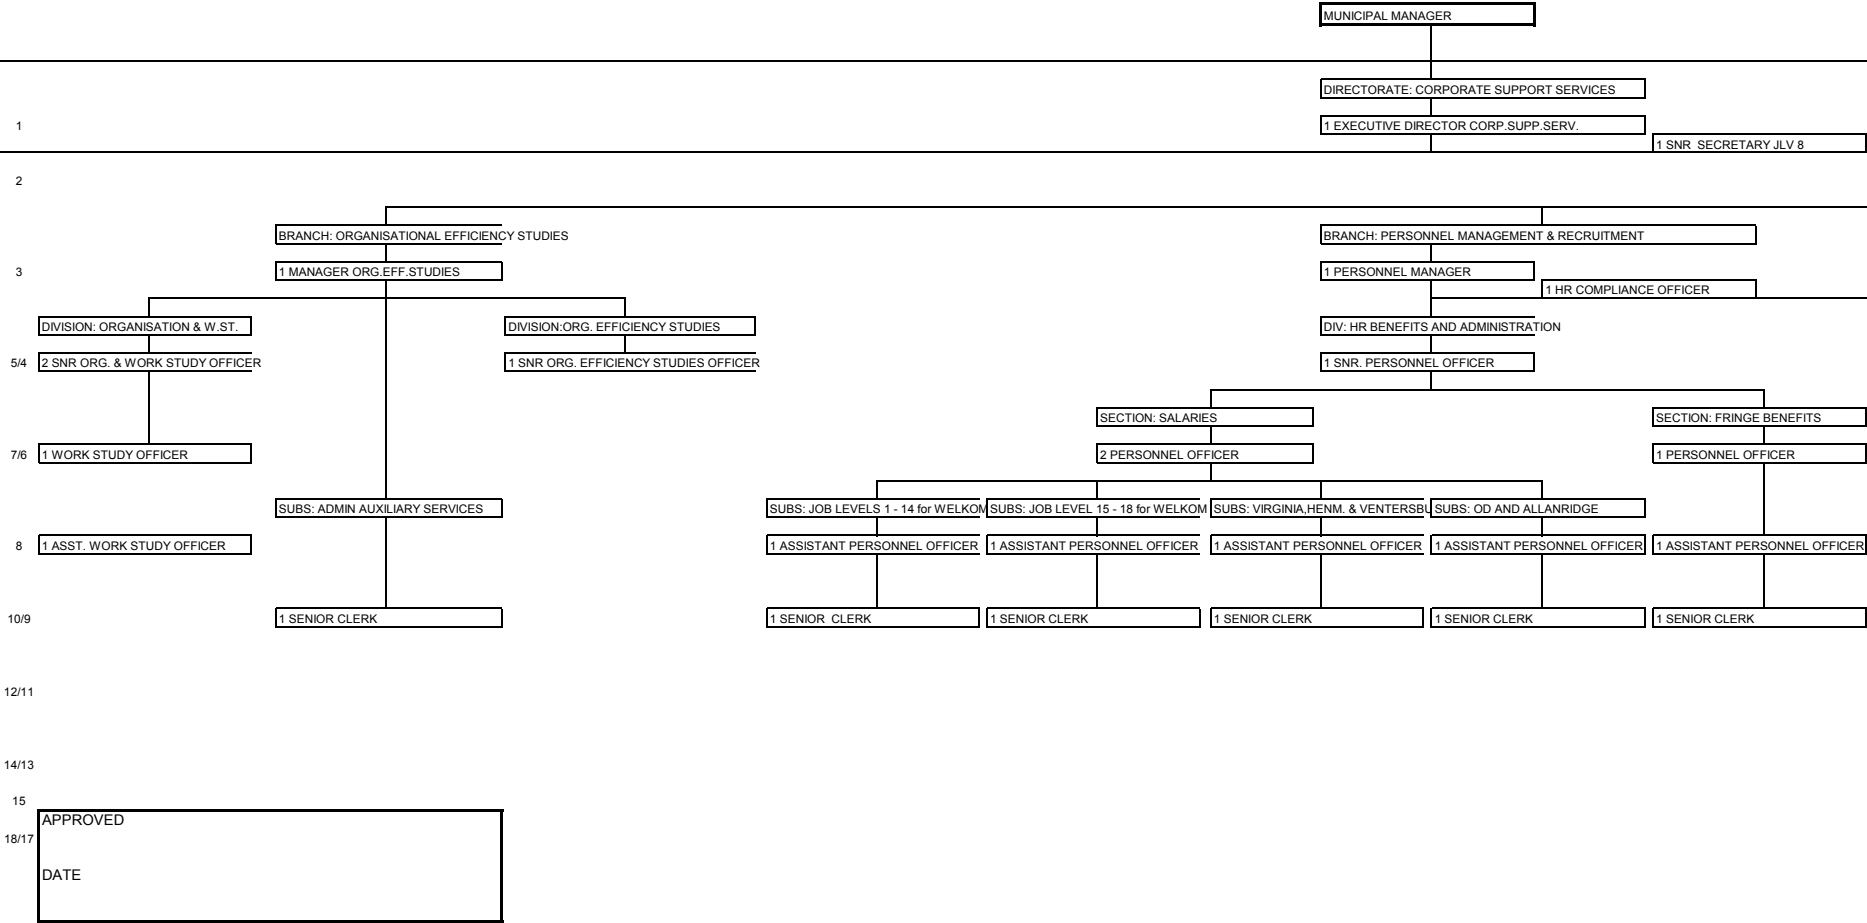 MUNICIPAL MANAGER
DIRECTORATE: CORPORATE SUPPORT SERVICES
1 1 EXECUTIVE DIRECTOR CORP.SUPP.SERV.
1 SNR  SECRETARY JLV 8
2
BRANCH: ORGANISATIONAL EFFICIENCY STUDIES BRANCH: PERSONNEL MANAGEMENT & RECRUITMENT
3 1 MANAGER ORG.EFF.STUDIES 1 PERSONNEL MANAGER
1 HR COMPLIANCE OFFICER
DIVISION: ORGANISATION & W.ST. DIVISION:ORG. EFFICIENCY STUDIES DIV: HR BENEFITS AND ADMINISTRATION
5/4 2 SNR ORG. & WORK STUDY OFFICER 1 SNR ORG. EFFICIENCY STUDIES OFFICER 1 SNR. PERSONNEL OFFICER
SECTION: SALARIES SECTION: FRINGE BENEFITS
7/6 1 WORK STUDY OFFICER 2 PERSONNEL OFFICER 1 PERSONNEL OFFICER
SUBS: ADMIN AUXILIARY SERVICES SUBS: JOB LEVELS 1 - 14 for WELKOM SUBS: JOB LEVEL 15 - 18 for WELKOM SUBS: VIRGINIA,HENM. & VENTERSBU SUBS: OD AND ALLANRIDGE
8 1 ASST. WORK STUDY OFFICER 1 ASSISTANT PERSONNEL OFFICER 1 ASSISTANT PERSONNEL OFFICER 1 ASSISTANT PERSONNEL OFFICER 1 ASSISTANT PERSONNEL OFFICER 1 ASSISTANT PERSONNEL OFFICER
10/9 1 SENIOR CLERK 1 SENIOR  CLERK 1 SENIOR CLERK 1 SENIOR CLERK 1 SENIOR CLERK 1 SENIOR CLERK
12/11
14/13
15
APPROVED
18/17
DATE